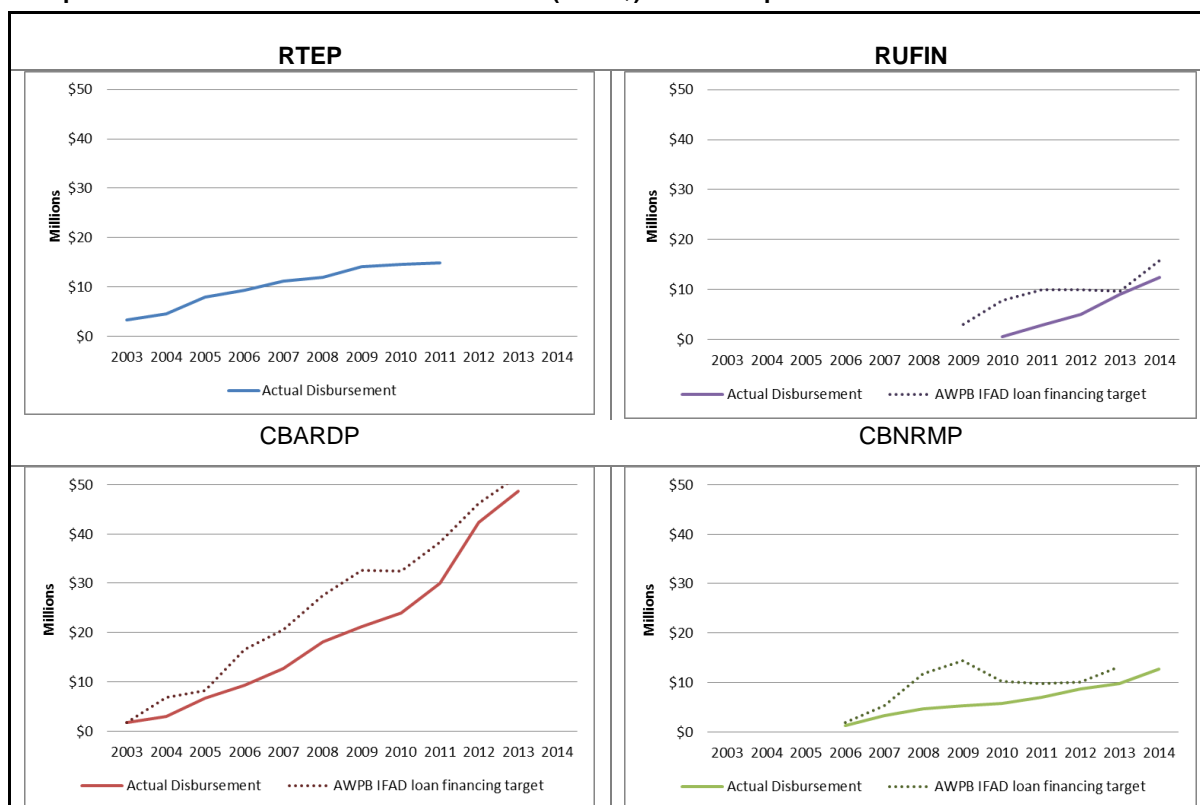 RTEP
RUFIN
$50
$40
$30
$20
$10
$0
Millions
2003 2004 2005 2006 2007 2008 2009 2010 2011 2012 2013 2014
Actual Disbursement
$50
$40
$30
$20
$10
$0
Millions
2003 2004 2005 2006 2007 2008 2009 2010 2011 2012 2013 2014
Actual Disbursement AWPB IFAD loan financing target
CBARDP
CBNRMP
$50
$40
$30
$20
$10
$0
Millions
2003 2004 2005 2006 2007 2008 2009 2010 2011 2012 2013 2014
Actual Disbursement AWPB IFAD loan financing target
$50
$40
$30
$20
$10
$0
Millions
2003 2004 2005 2006 2007 2008 2009 2010 2011 2012 2013 2014
Actual Disbursement AWPB IFAD loan financing target